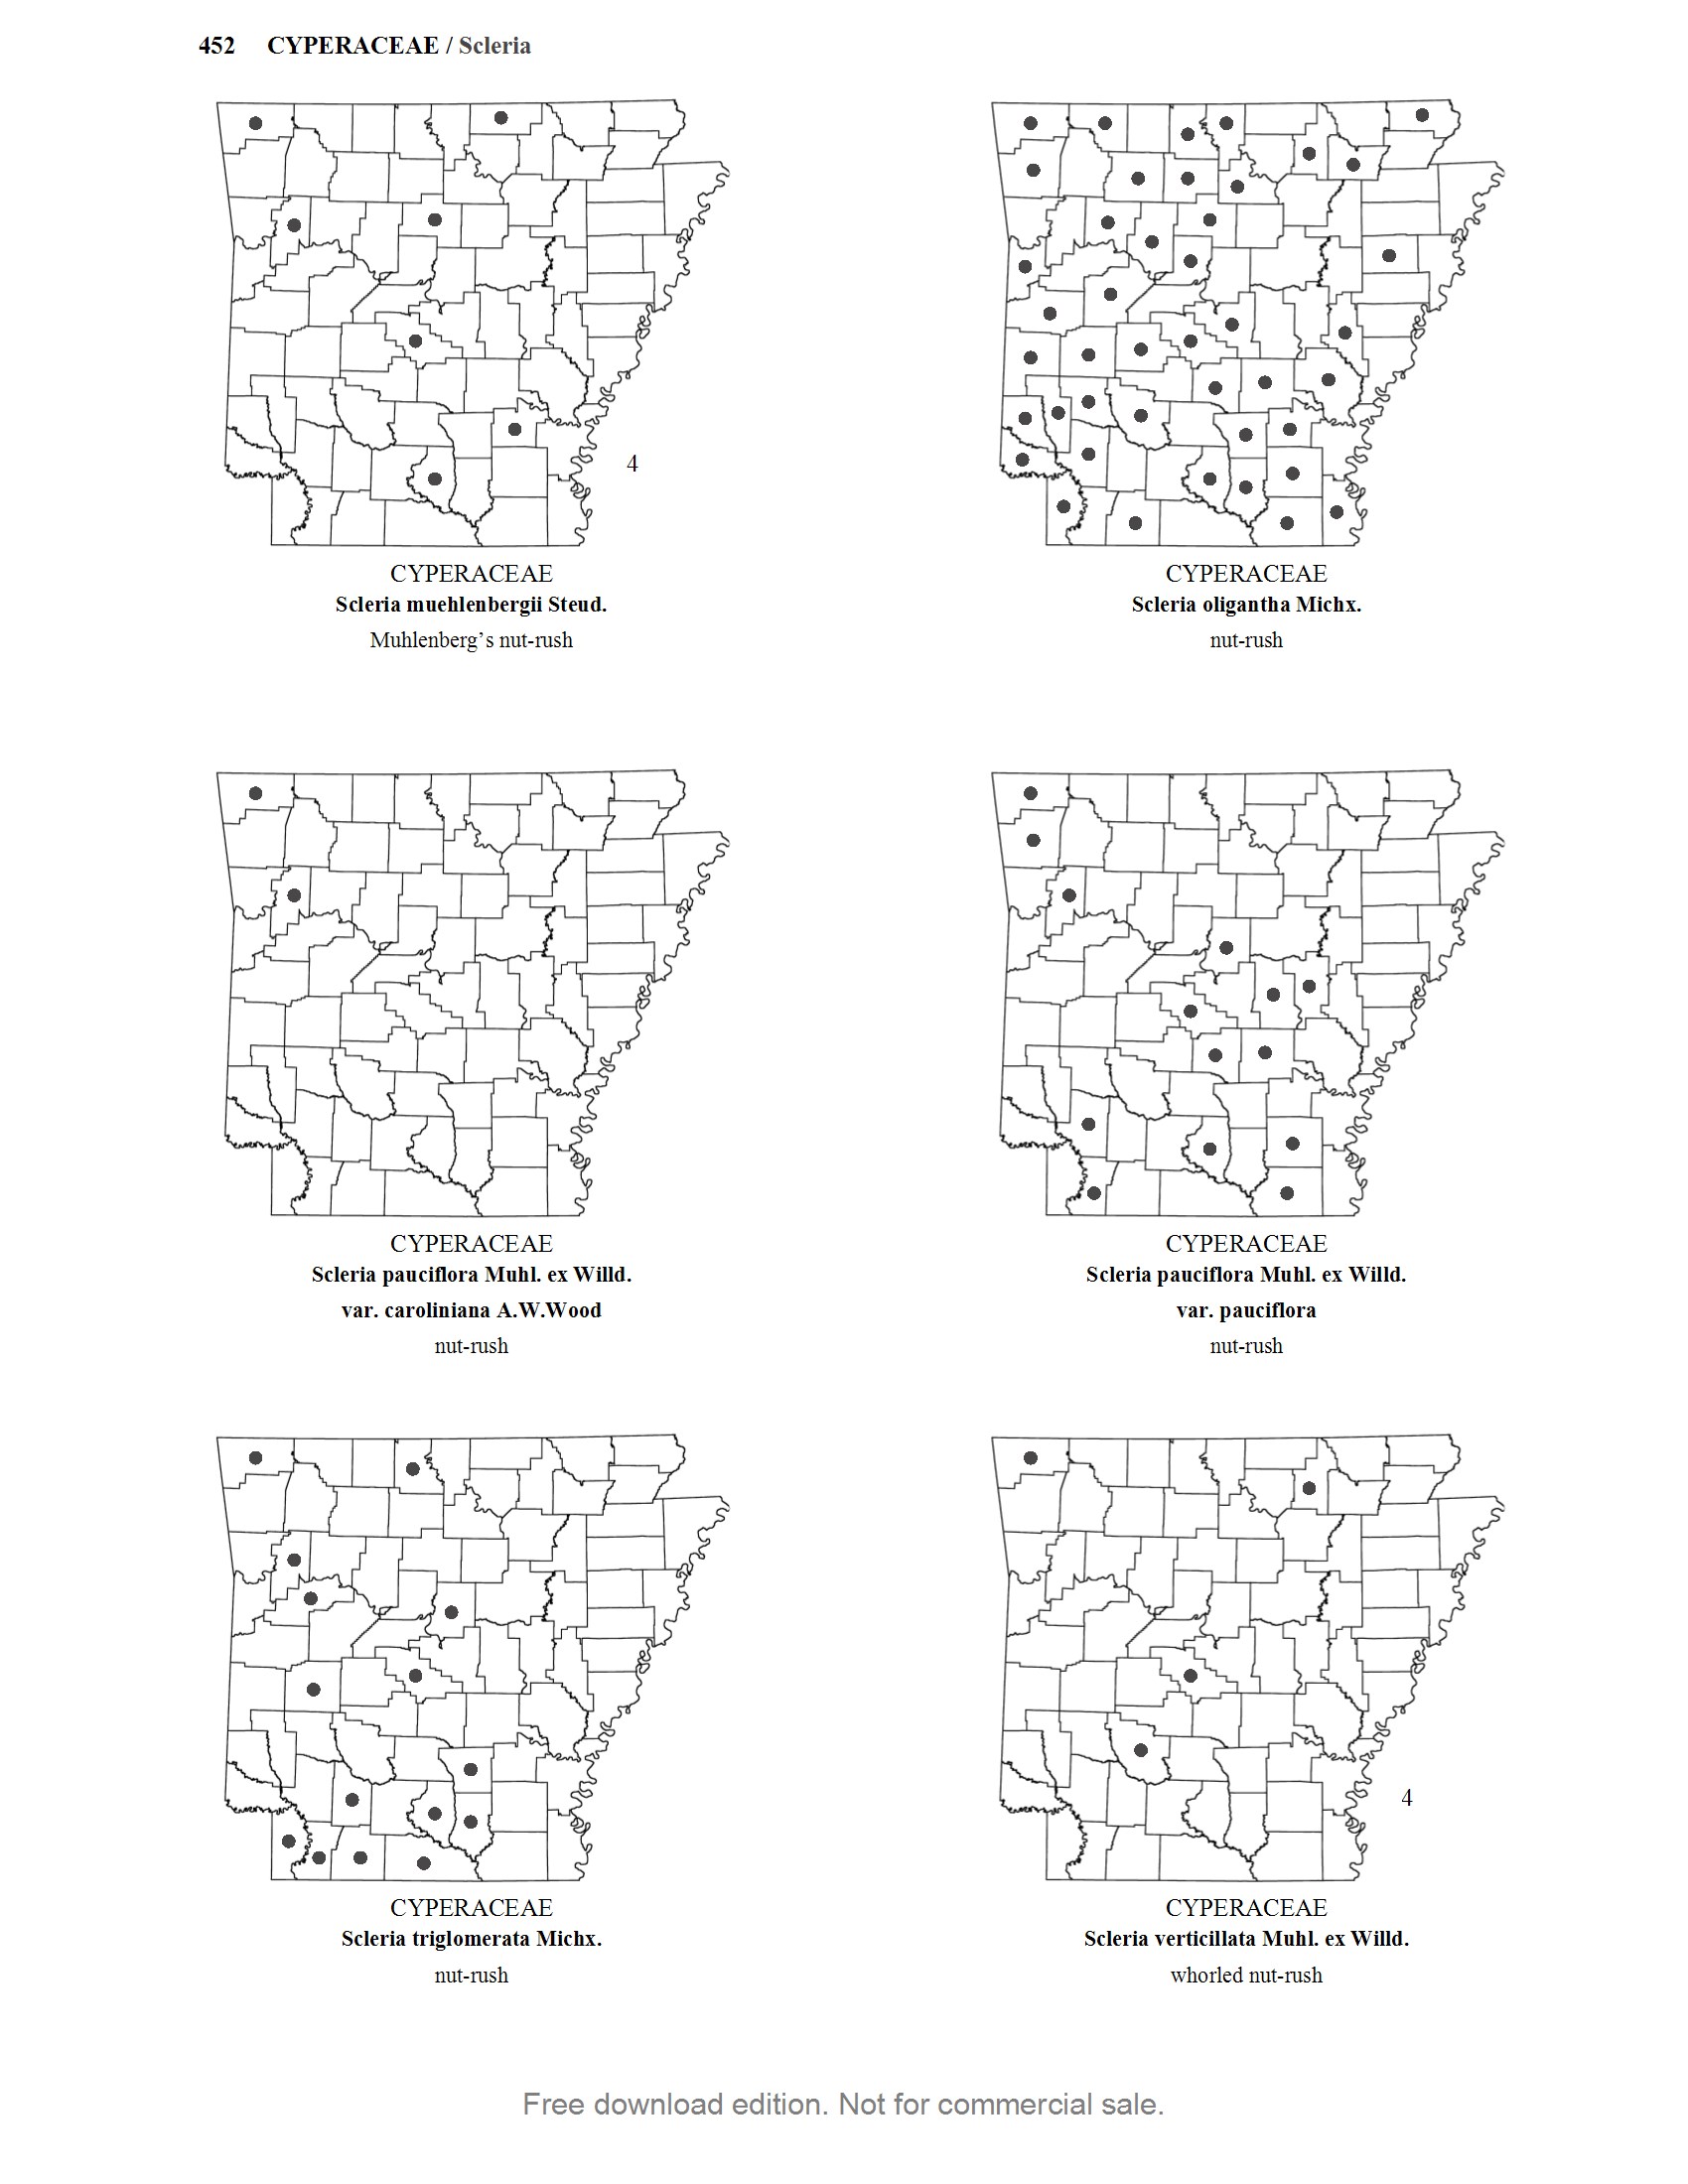 452 CYPERACEAE / Scleria
4
CYPERACEAE
Scleria muehlenbergii Steud.
Muhlenberg’s nut-rush
CYPERACEAE
Scleria oligantha Michx.
nut-rush
CYPERACEAE
Scleria pauciflora Muhl. ex Willd.
var. caroliniana A.W.Wood
nut-rush
CYPERACEAE
Scleria pauciflora Muhl. ex Willd.
var. pauciflora
nut-rush
CYPERACEAE
Scleria triglomerata Michx.
nut-rush
4
CYPERACEAE
Scleria verticillata Muhl. ex Willd.
whorled nut-rush
Free download edition. Not for commercial sale.